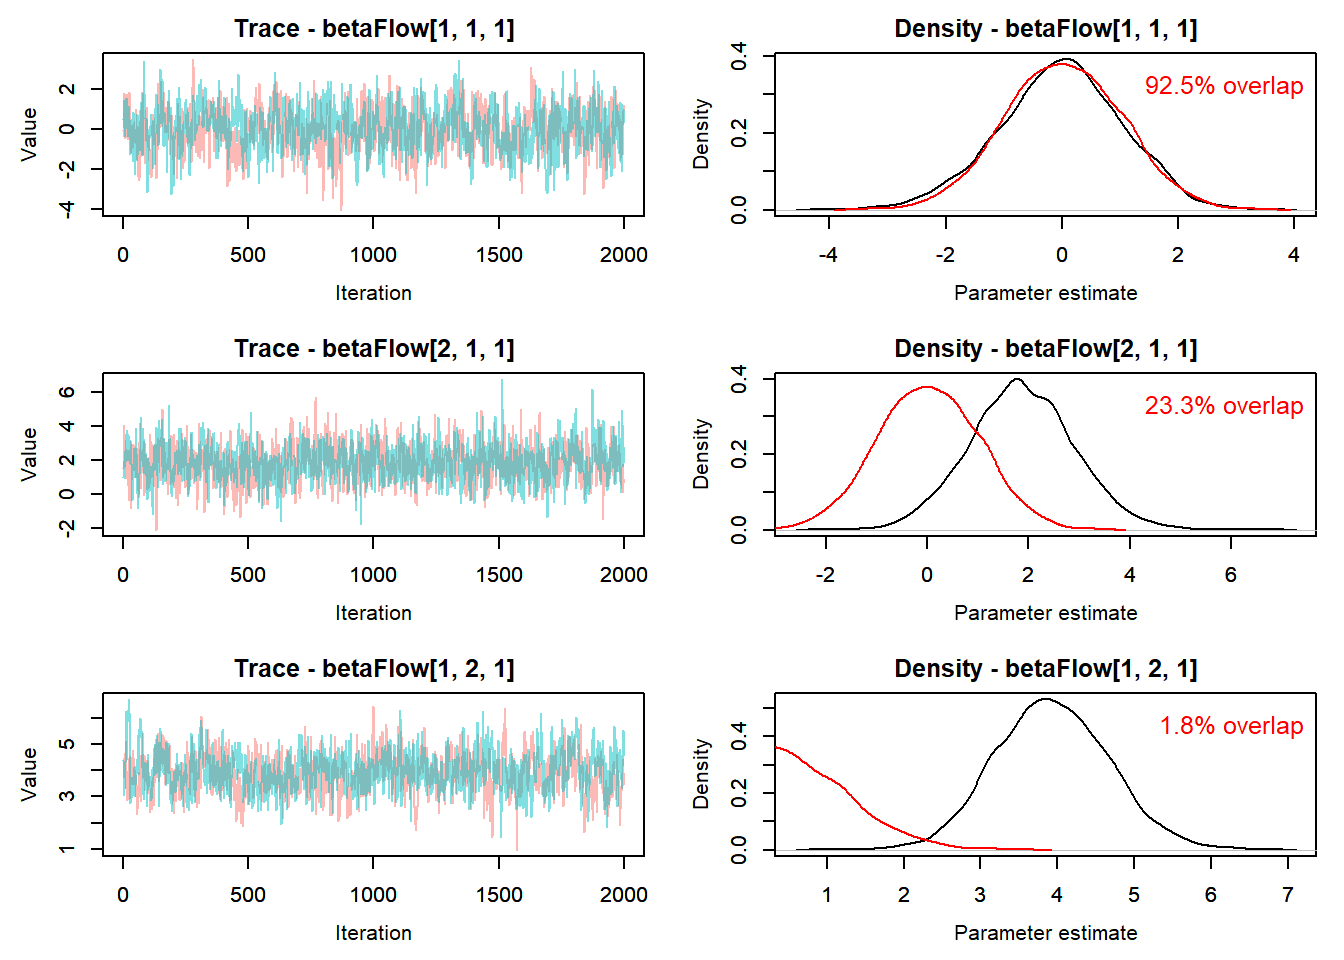 Trace - betaFlow[1, 1, 1]
Value
2
0
-2
-4
0 500 1000 1500 2000
Iteration
Density - betaFlow[1, 1, 1]
Density
0.4
0.2
0.0
92.5% overlap
-4 -2 0 2 4
Parameter estimate
Trace - betaFlow[2, 1, 1]
Value
6
4
2
0
-2
0 500 1000 1500 2000
Iteration
Density - betaFlow[2, 1, 1]
Density
0.4
0.2
0.0
23.3% overlap
-2 0 2 4 6
Parameter estimate
Trace - betaFlow[1, 2, 1]
Value
5
3
1
0 500 1000 1500 2000
Iteration
Density - betaFlow[1, 2, 1]
Density
0.4
0.2
0.0
1.8% overlap
1 2 3 4 5 6 7
Parameter estimate